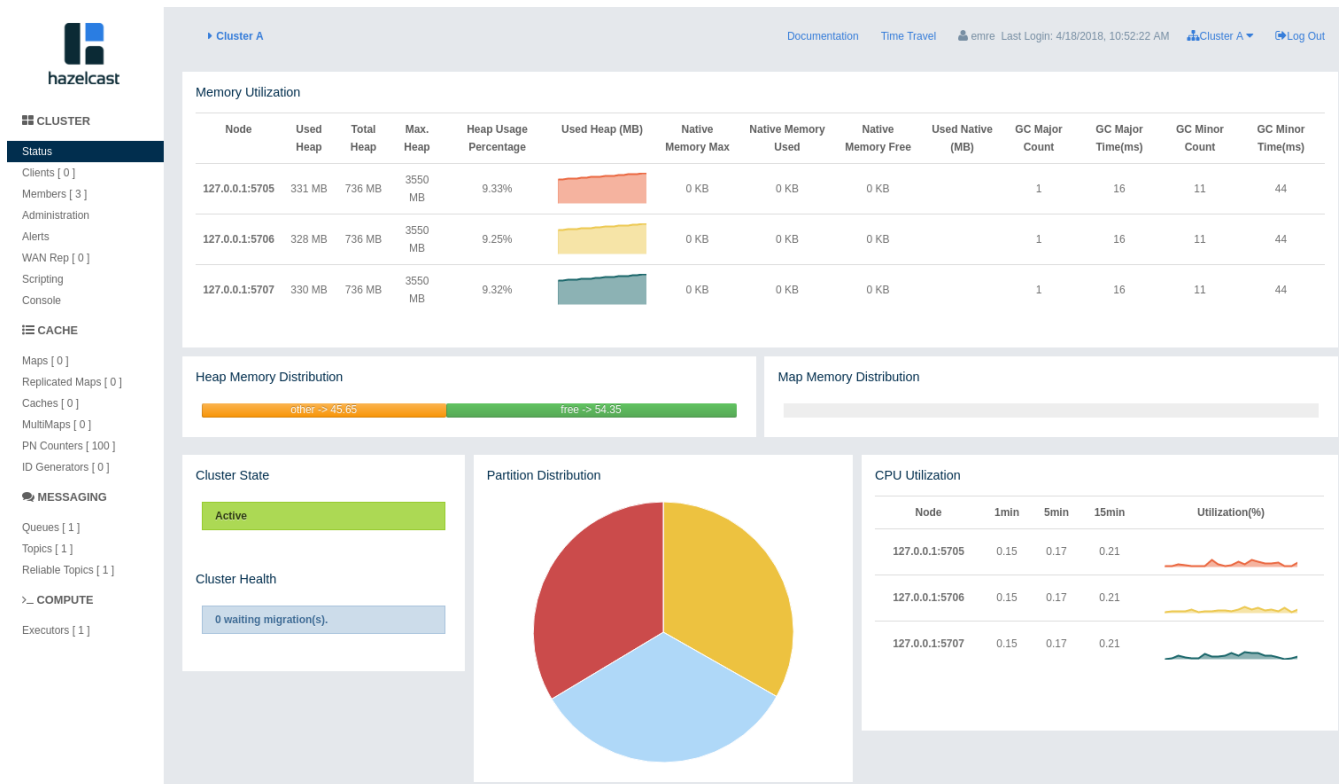 hazelcast
CLUSTER
Status
Clients [ 0 ]
Members [ 3 ]
Administration
Alerts
WAN Rep [ 0 ]
Scripting
Console
CACHE
Maps [ 0 ]
Replicated Maps [ 0 ]
Caches [ 0 ]
MultiMaps [ 0 ]
PN Counters [ 100 ]
ID Generators [ 0 ]
MESSAGING
Queues [ 1 ]
Topics [ 1 ]
Reliable Topics [ 1 ]
COMPUTE
Executors [ 1 ]
Cluster A Documentation Time Travel emre Last Login: 4/18/2018, 10:52:22 AM Cluster A Log Out
Memory Utilization
Node Used Total Max. Heap Usage Used Heap (MB) Native Native Memory Native Used Native GC Major GC Major GC Minor GC Minor
Heap Heap Heap Percentage Memory Max Used Memory Free (MB) Count Time(ms) Count Time(ms)
3550
127.0.0.1:5705 331 MB 736 MB 9.33% 0 KB 0 KB 0 KB 1 16 11 44
MB
3550
127.0.0.1:5706 328 MB 736 MB 9.25% 0 KB 0 KB 0 KB 1 16 11 44
MB
3550
127.0.0.1:5707 330 MB 736 MB 9.32% 0 KB 0 KB 0 KB 1 16 11 44
MB
Heap Memory Distribution
other -> 45.65 free -> 54.35
Map Memory Distribution
Cluster State
Active
Cluster Health
0 waiting migration(s).
Partition Distribution
CPU Utilization
Node 1min 5min 15min Utilization(%)
127.0.0.1:5705 0.15 0.17 0.21
127.0.0.1:5706 0.15 0.17 0.21
127.0.0.1:5707 0.15 0.17 0.21